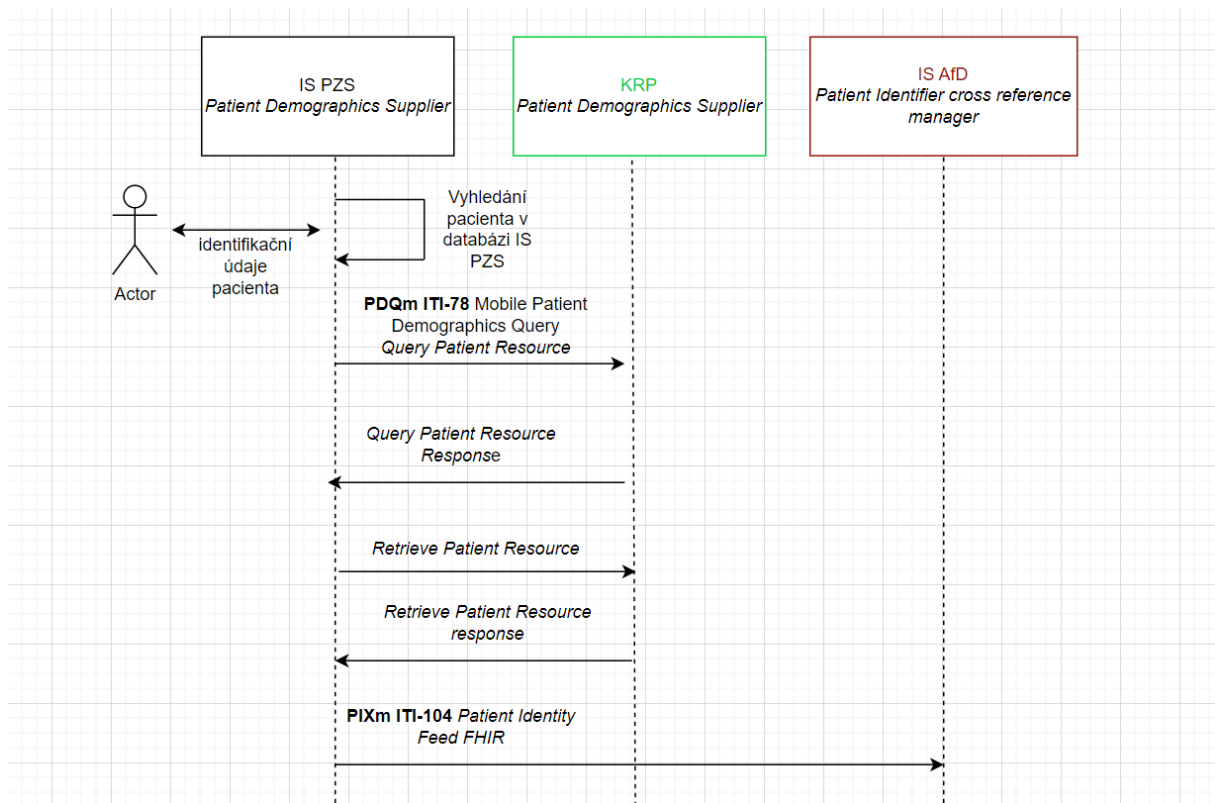 IS PZS
Patient Demographics Supplier
KRP
Patient Demographics Supplier
IS AfD
Patient Identifier cross reference
manager
Vyhledání
pacienta v
databázi IS
PZS
identifikační
údaje
pacienta
Actor
PDQm ITI-78 Mobile Patient
Demographics Query
Query Patient Resource
Query Patient Resource
Response
Retrieve Patient Resource
Retrieve Patient Resource
response
PIXm ITI-104 Patient Identity
Feed FHIR